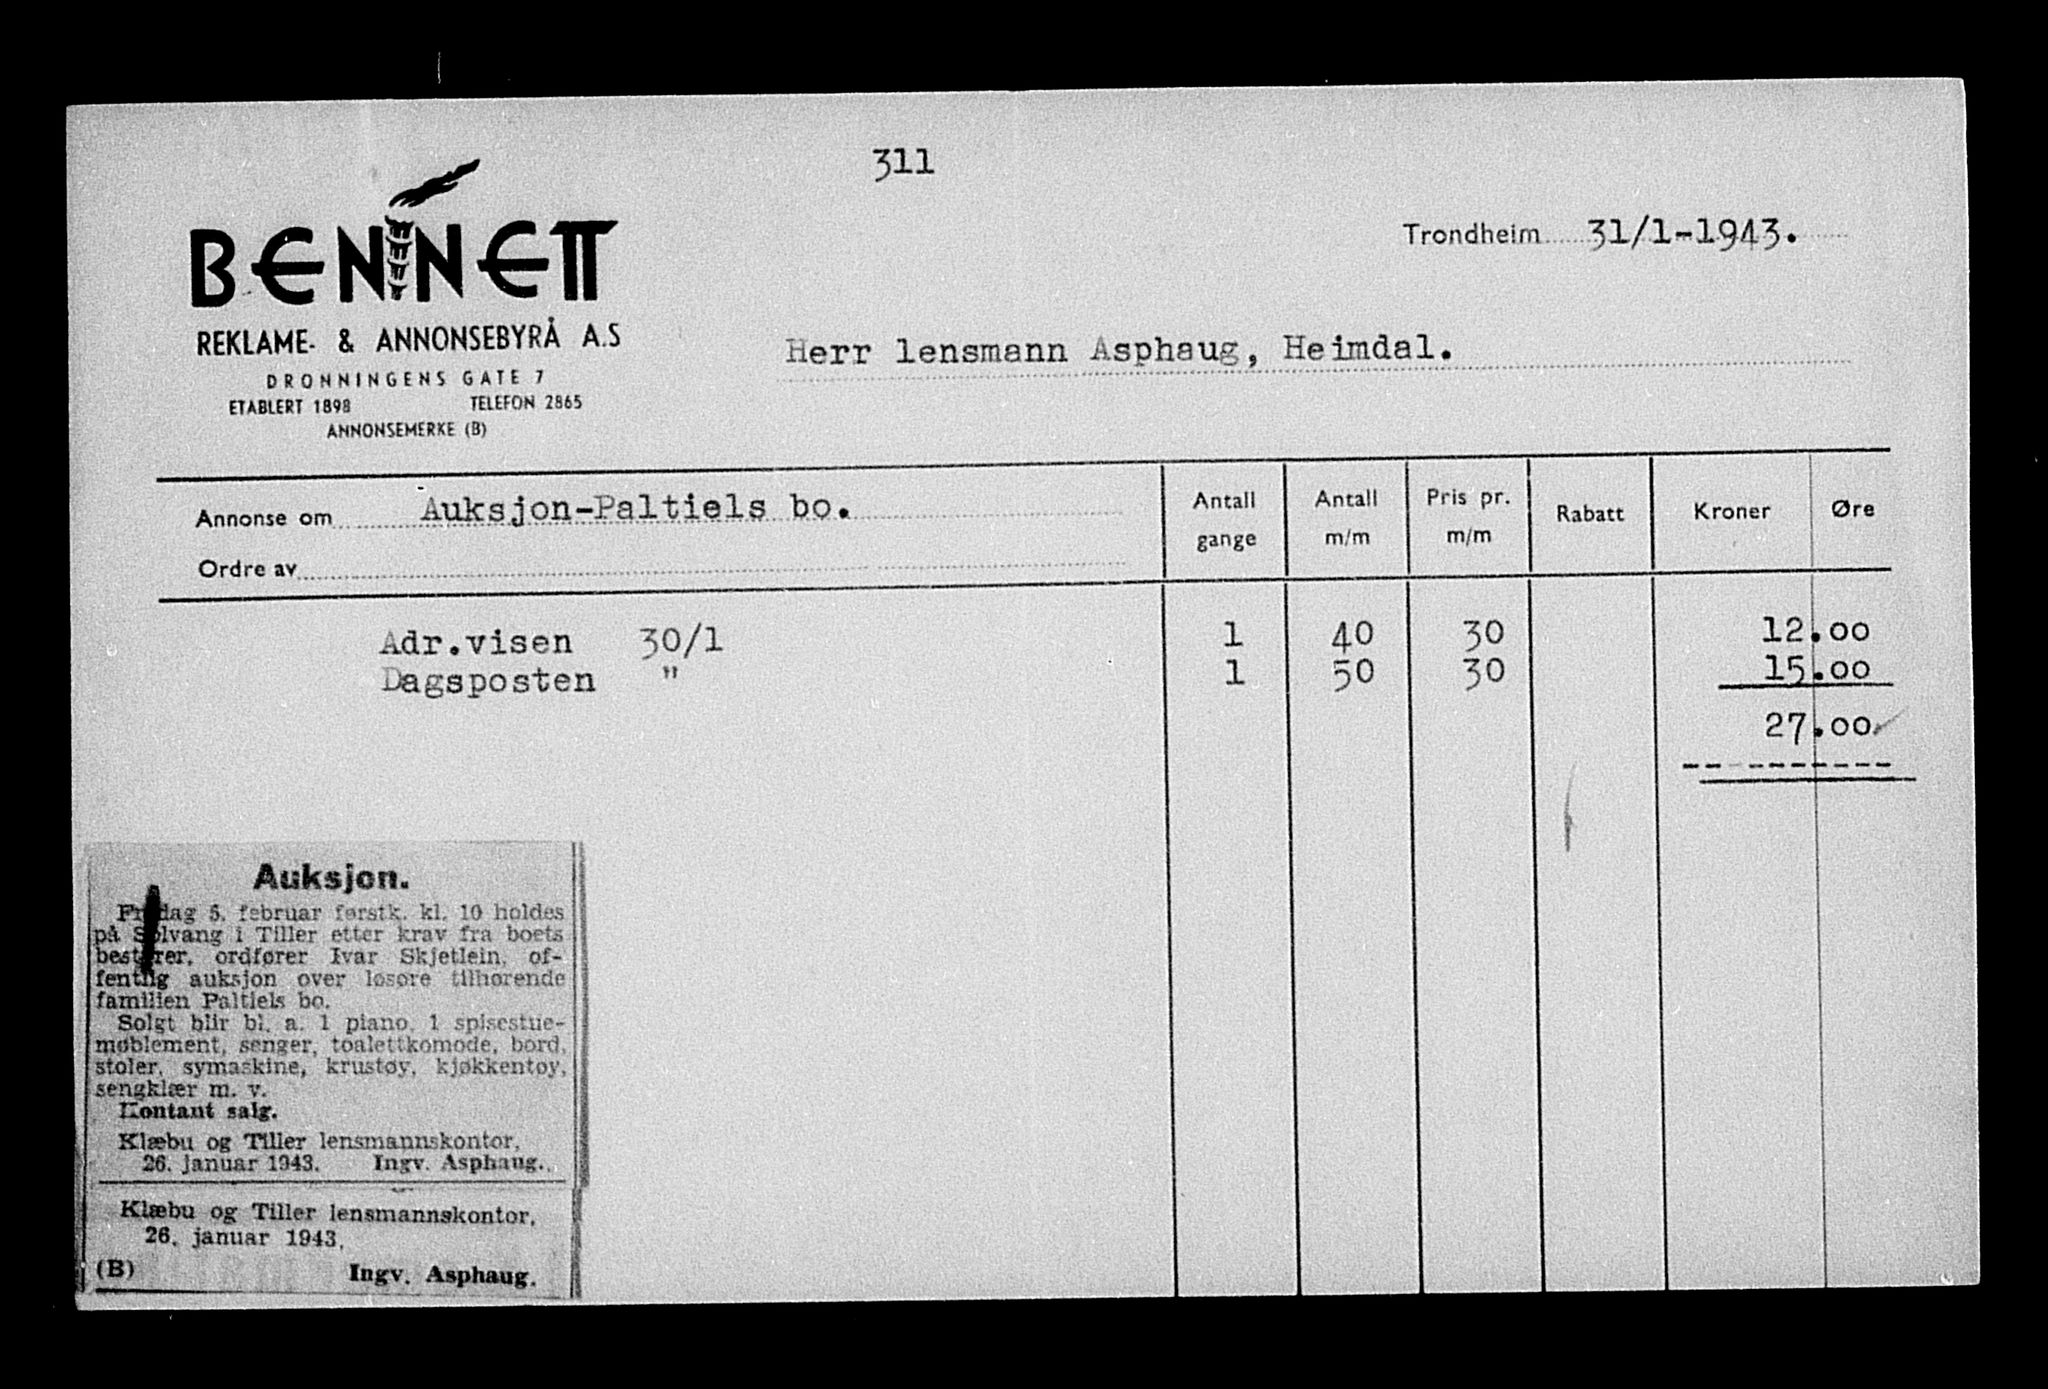 311
BENNETT
REKLAME- & ANNONSEBYRÅ A.S
DRONNINGENS GATE 7
ETABLERT 1898 TELEFON 2865
ANNONSEMERKE (B)
Trondheim 31/1-1943.
Herr lensmann Asphaug, Heimdal.
Annonse om Auksjon-Paltiels bo.
Ordre av
Antall gange
Antall m/m
Pris pr. m/m
Rabatt
Kroner
Øre
Adr.visen 30/1 1 40 30 12.00
Dagsposten " 1 50 30 15.00
27.00
Auksjon.
Fredag 5. februar førstk. kl. 10 holdes
på Solvang i Tiller etter krav fra boets
bestyrer, ordfører Ivar Skjetlein, of-
fentlig auksjon over løsøre tilhørende
familien Paltiels bo.
Solgt blir bl. a. 1 piano, 1 spisestue-
møblement, senger, toalettkomode, bord,
stoler, symaskine, krustøy, kjøkkentøy,
sengklær m. v.
Kontant salg.
Klæbu og Tiller lensmannskontor,
26. januar 1943. Ingv. Asphaug.
Klæbu og Tiller lensmannskontor,
26. januar 1943.
(B) Ingv. Asphaug.